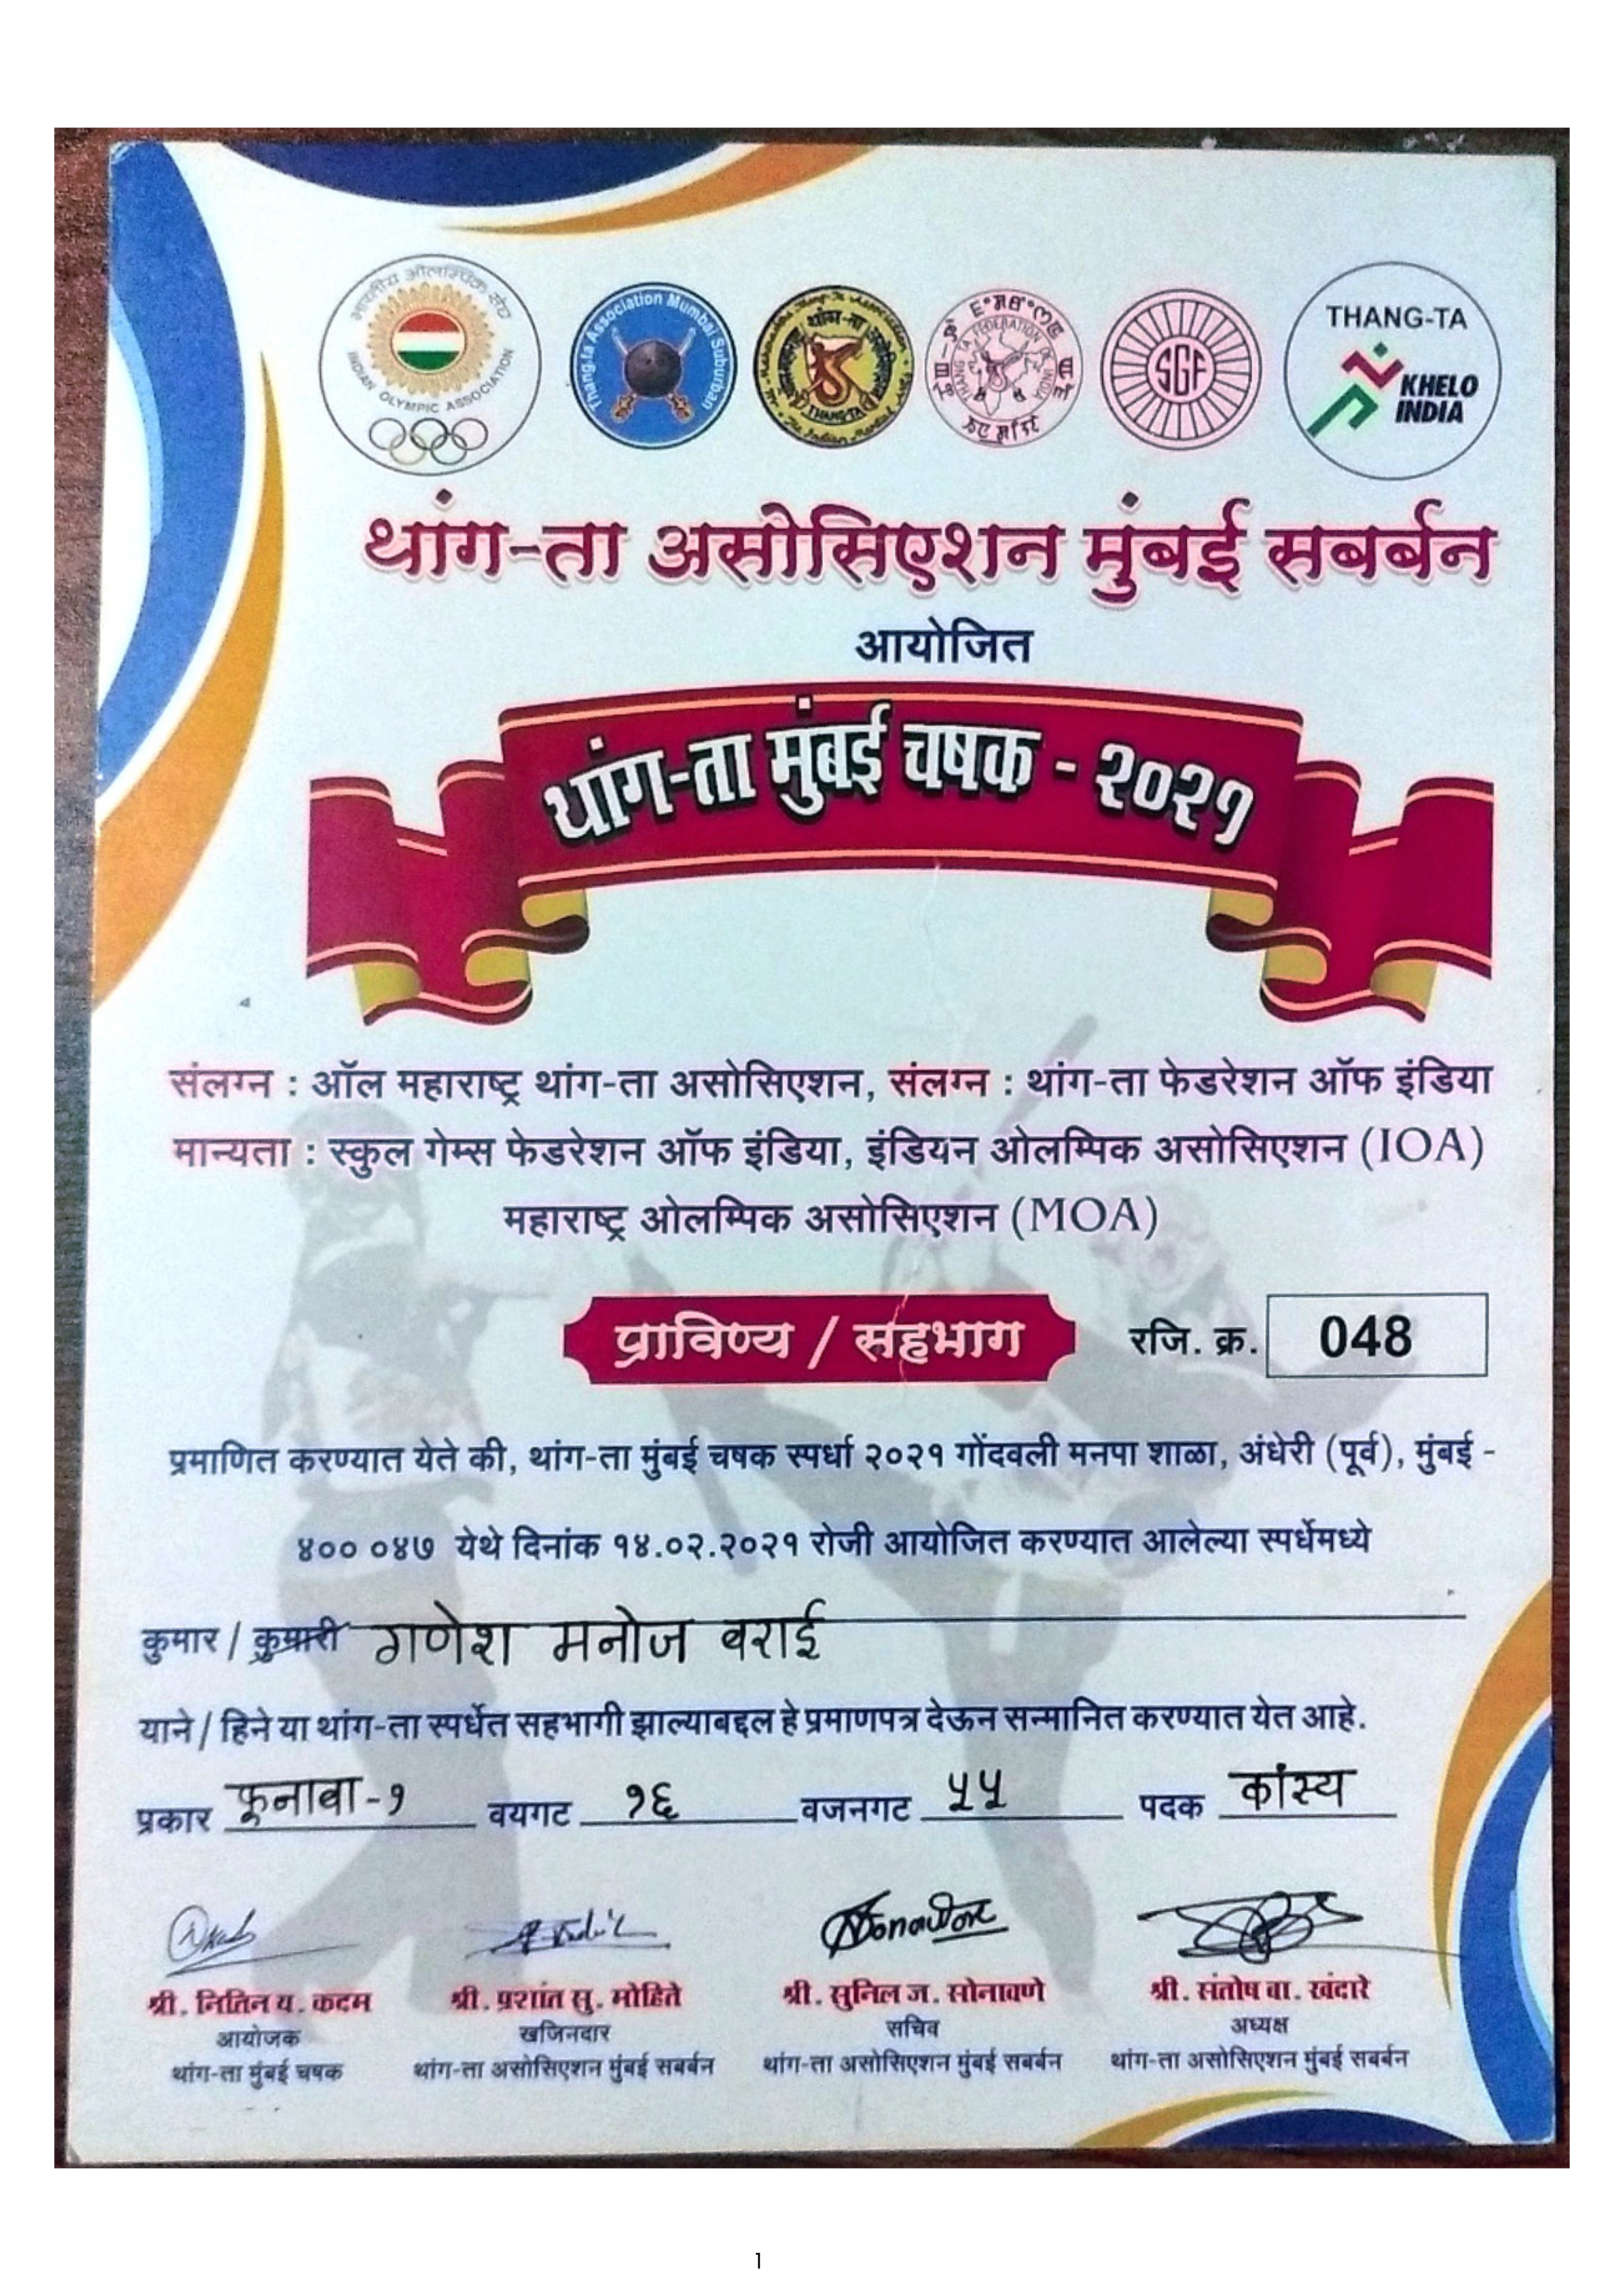 भारतीय ओलम्पिक संघ
INDIAN OLYMPIC ASSOCIATION
Thang.ta Association Mumbai Suburban
थांग-ता
THANG-TA
THANG TA FEDERATION OF INDIA
SGF
THANG-TA
KHELO
INDIA
थांग-ता असोसिएशन मुंबई सबर्बन
आयोजित
थांग-ता मुंबई चषक - २०२१
संलग्न : ऑल महाराष्ट्र थांग-ता असोसिएशन, संलग्न : थांग-ता फेडरेशन ऑफ इंडिया
मान्यता : स्कुल गेम्स फेडरेशन ऑफ इंडिया, इंडियन ओलम्पिक असोसिएशन (IOA)
महाराष्ट्र ओलम्पिक असोसिएशन (MOA)
प्राविण्य / सहभाग रजि. क्र. 048
प्रमाणित करण्यात येते की, थांग-ता मुंबई चषक स्पर्धा २०२१ गोंदवली मनपा शाळा, अंधेरी (पूर्व), मुंबई -
४०० ०४७ येथे दिनांक १४.०२.२०२१ रोजी आयोजित करण्यात आलेल्या स्पर्धेमध्ये
कुमार / कुमारी गणेश मनोज वराई
याने / हिने या थांग-ता स्पर्धेत सहभागी झाल्याबद्दल हे प्रमाणपत्र देऊन सन्मानित करण्यात येत आहे.
प्रकार फूनाबा-१ वयगट १६ वजनगट ५५ पदक कांस्य
श्री. नितिन य. कदम श्री. प्रशांत सु. मोहिते श्री. सुनिल ज. सोनावणे श्री. संतोष वा. खंदारे
आयोजक खजिनदार सचिव अध्यक्ष
थांग-ता मुंबई चषक थांग-ता असोसिएशन मुंबई सबर्बन थांग-ता असोसिएशन मुंबई सबर्बन थांग-ता असोसिएशन मुंबई सबर्बन
1